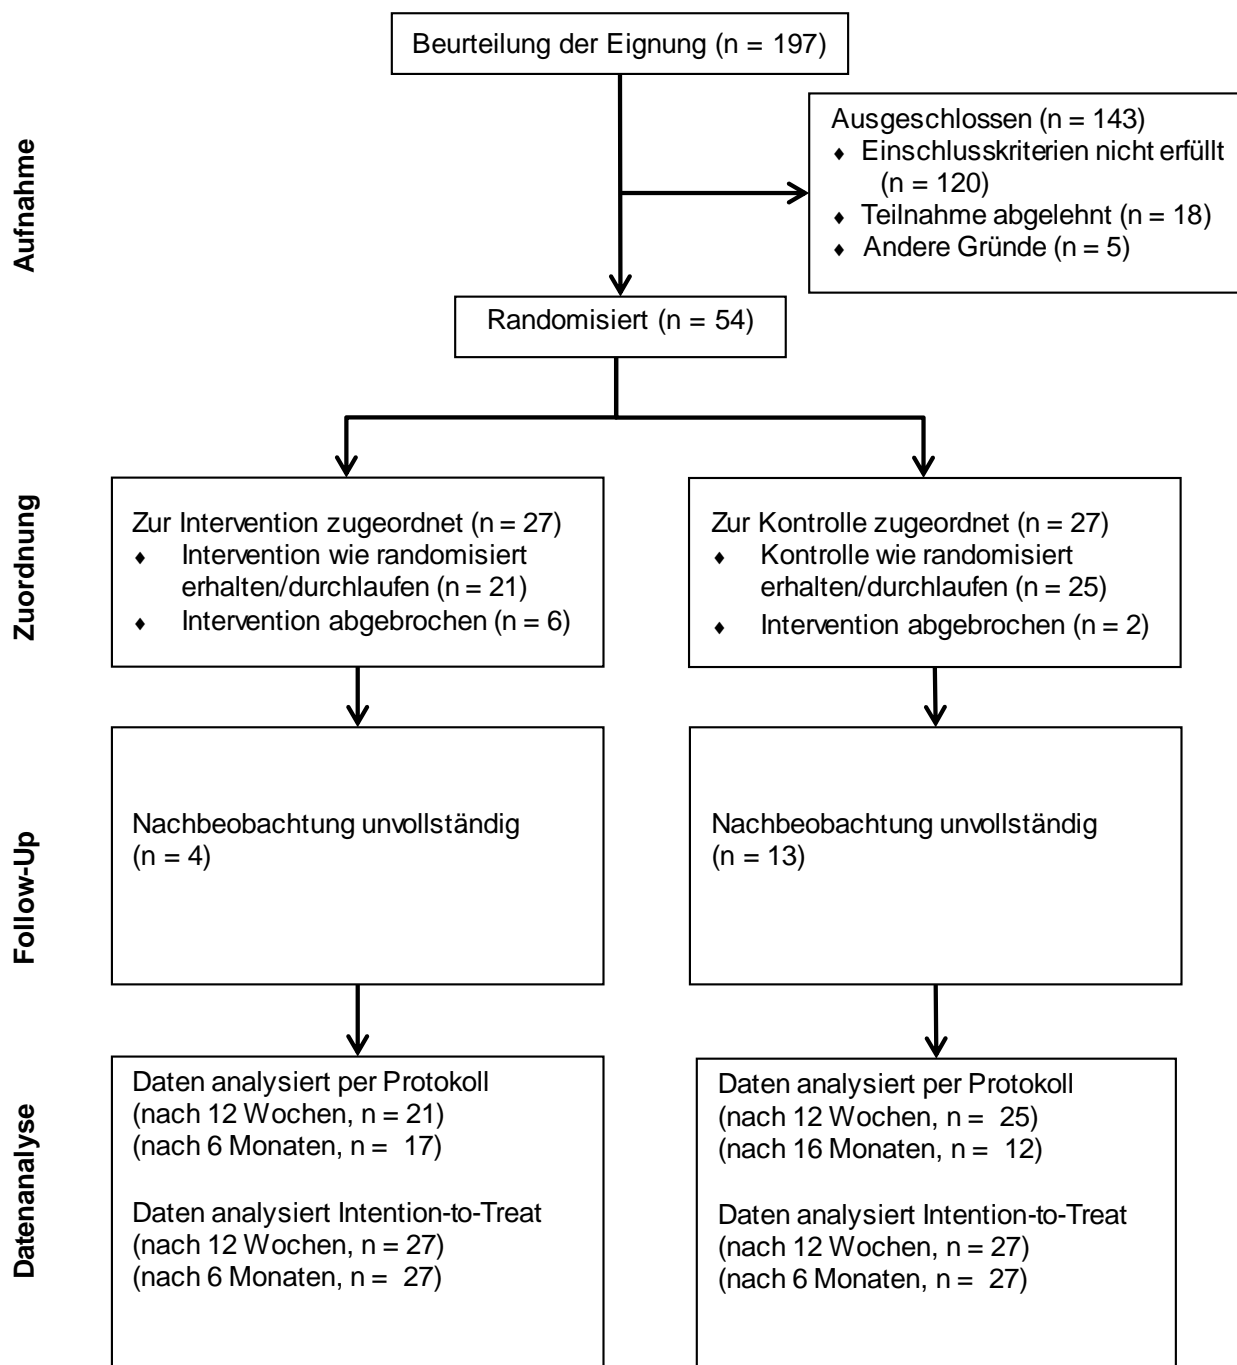 Beurteilung der Eignung (n = 197)
Aufnahme
Ausgeschlossen (n = 143)
♦ Einschlusskriterien nicht erfüllt
(n = 120)
♦ Teilnahme abgelehnt (n = 18)
♦ Andere Gründe (n = 5)
Randomisiert (n = 54)
Zuordnung
Zur Intervention zugeordnet (n = 27)
♦ Intervention wie randomisiert
erhalten/durchlaufen (n = 21)
♦ Intervention abgebrochen (n = 6)
Zur Kontrolle zugeordnet (n = 27)
♦ Kontrolle wie randomisiert
erhalten/durchlaufen (n = 25)
♦ Intervention abgebrochen (n = 2)
Follow-Up
Nachbeobachtung unvollständig
(n = 4)
Nachbeobachtung unvollständig
(n = 13)
Datenanalyse
Daten analysiert per Protokoll
(nach 12 Wochen, n = 21)
(nach 6 Monaten, n = 17)
Daten analysiert Intention-to-Treat
(nach 12 Wochen, n = 27)
(nach 6 Monaten, n = 27)
Daten analysiert per Protokoll
(nach 12 Wochen, n = 25)
(nach 16 Monaten, n = 12)
Daten analysiert Intention-to-Treat
(nach 12 Wochen, n = 27)
(nach 6 Monaten, n = 27)